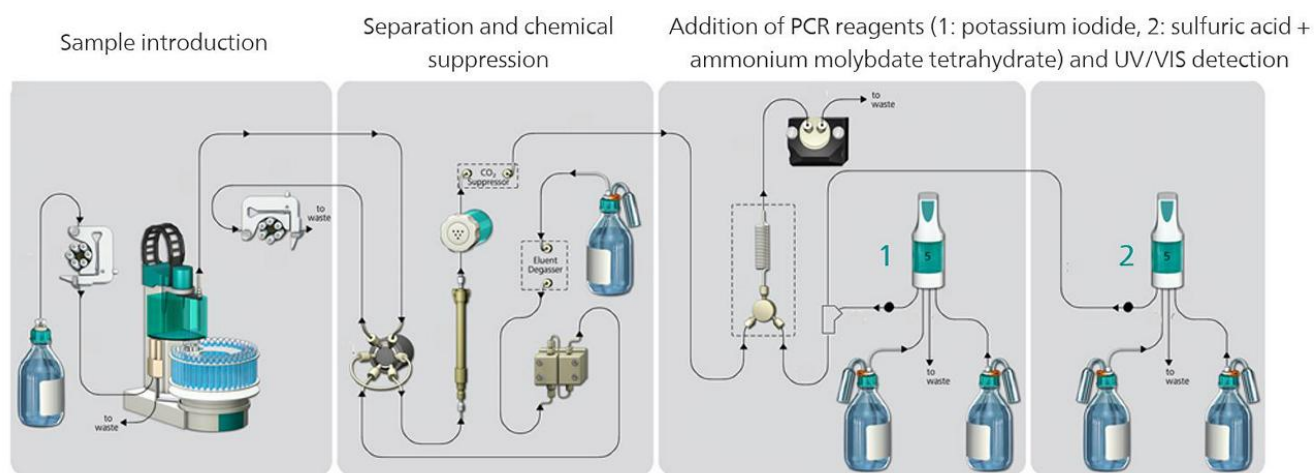 Sample introduction
Separation and chemical
suppression
Addition of PCR reagents (1: potassium iodide, 2: sulfuric acid +
ammonium molybdate tetrahydrate) and UV/VIS detection
to
waste
to
waste
CO₂
Suppressor
to
waste
Eluent
Degasser
1
5
2
5
to
waste
to
waste